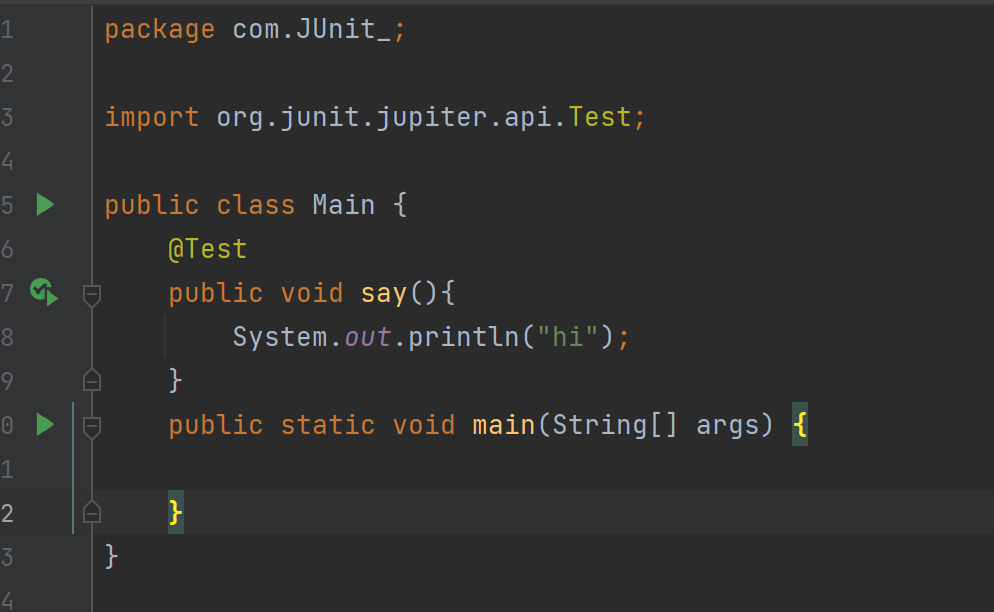 1 package com.JUnit_;
2
3 import org.junit.jupiter.api.Test;
4
5 public class Main {
6     @Test
7     public void say(){
8         System.out.println("hi");
9     }
0     public static void main(String[] args) {
1
2     }
3 }
4